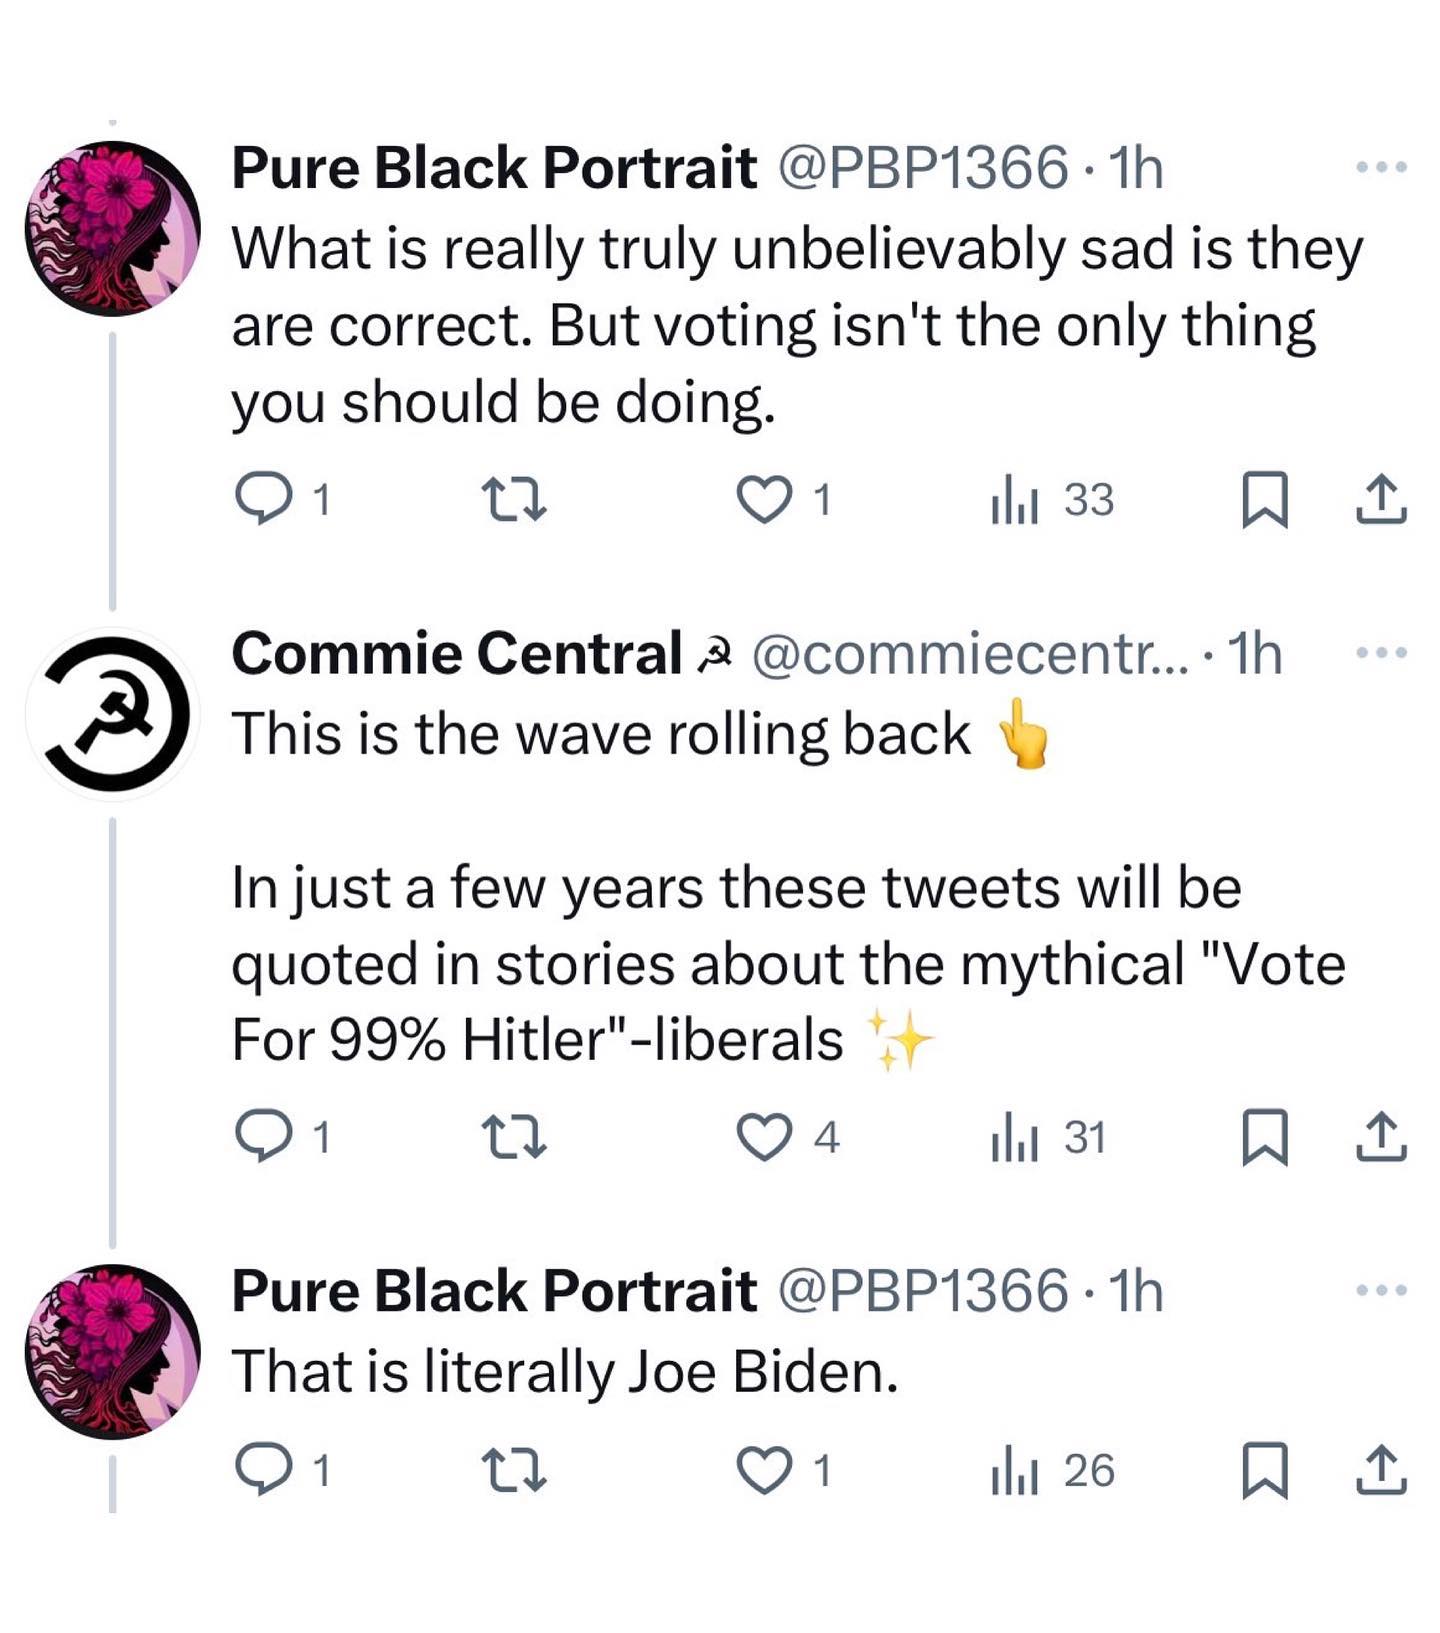 Pure Black Portrait @PBP1366 · 1h
What is really truly unbelievably sad is they
are correct. But voting isn't the only thing
you should be doing.
1 1 33
Commie Central ☭ @commiecentr... · 1h
This is the wave rolling back 👆
In just a few years these tweets will be
quoted in stories about the mythical "Vote
For 99% Hitler"-liberals ✨
1 4 31
Pure Black Portrait @PBP1366 · 1h
That is literally Joe Biden.
1 1 26